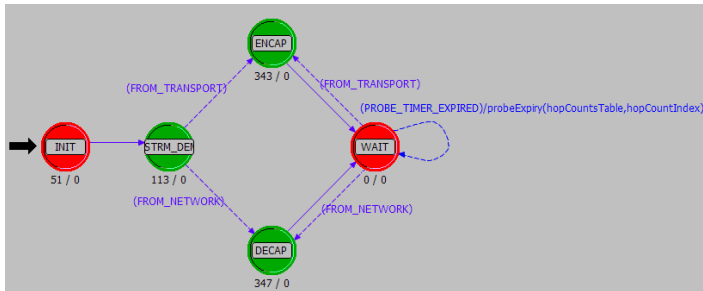 ENCAP
343 / 0
(FROM_TRANSPORT)
(FROM_TRANSPORT)
(PROBE_TIMER_EXPIRED)/probeExpiry(hopCountsTable,hopCountIndex)
INIT
STRM_DEM
WAIT
51 / 0
113 / 0
0 / 0
(FROM_NETWORK)
(FROM_NETWORK)
DECAP
347 / 0